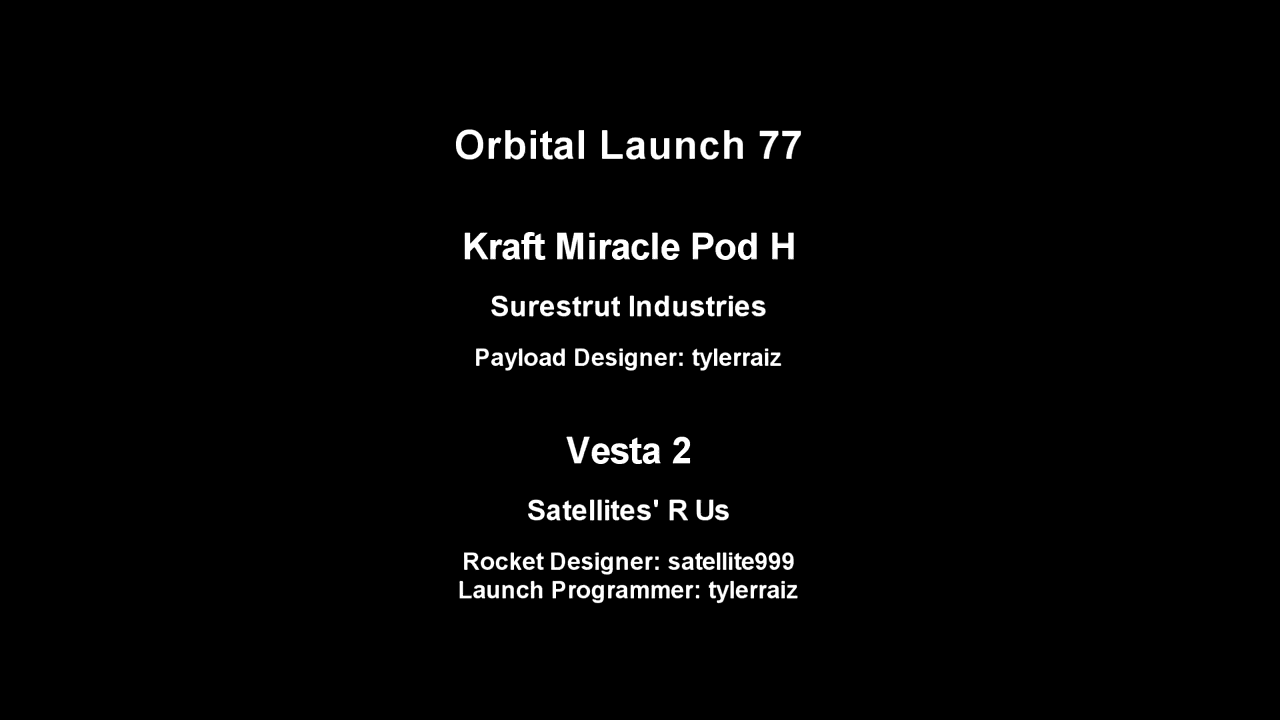 Orbital Launch 77
Kraft Miracle Pod H
Surestrut Industries
Payload Designer: tylerraiz
Vesta 2
Satellites' R Us
Rocket Designer: satellite999
Launch Programmer: tylerraiz